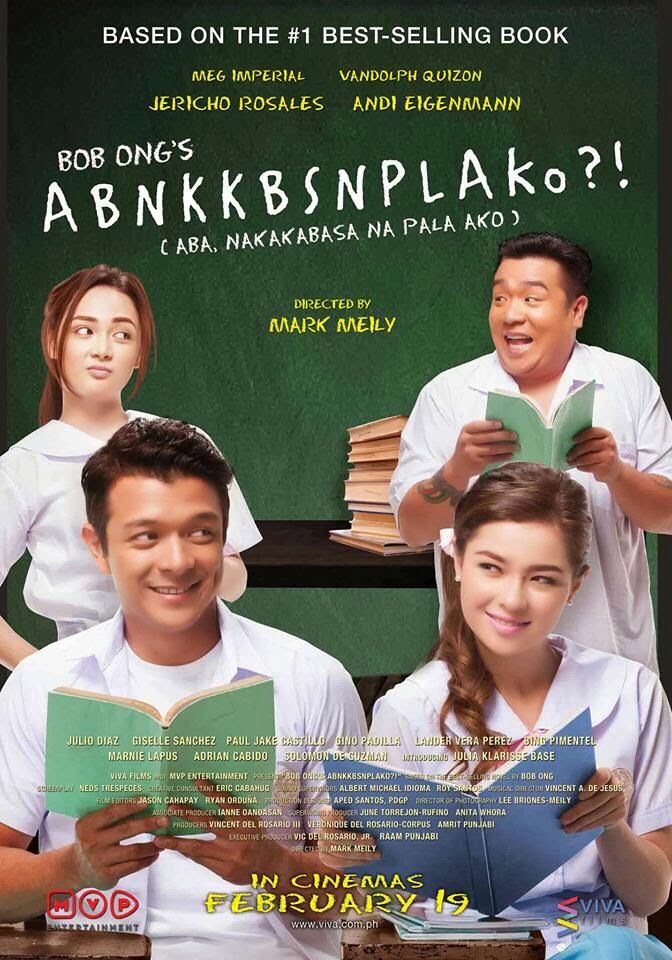 BASED ON THE #1 BEST-SELLING BOOK
MEG IMPERIAL VANDOLPH QUIZON
JERICHO ROSALES ANDI EIGENMANN
BOB ONG'S
ABNKKBSNPLAKo?!
(ABA, NAKAKABASA NA PALA AKO)
DIRECTED BY
MARK MEILY
JULIO DIAZ GISELLE SANCHEZ PAUL JAKE CASTILLO GINO PADILLA LANDER VERA PEREZ BING PIMENTEL
MARNIE LAPUS ADRIAN CABIDO SOLOMON DE GUZMAN INTRODUCING JULIA KLARISSE BASE
VIVA FILMS AND MVP ENTERTAINMENT PRESENT "BOB ONG'S ABNKKBSNPLAKO?!" BASED ON THE BEST-SELLING NOVEL BY BOB ONG
SCREENPLAY NEDS TRESPECES CREATIVE CONSULTANT ERIC CABAHUG SOUND SUPERVISORS ALBERT MICHAEL IDIOMA ROY SANTOS MUSICAL DIRECTOR VINCENT A. DE JESUS
FILM EDITORS JASON CAHAPAY RYAN ORDUÑA PRODUCTION DESIGNER APED SANTOS, PDGP DIRECTOR OF PHOTOGRAPHY LEE BRIONES-MEILY
ASSOCIATE PRODUCER IANNE OANDASAN SUPERVISING PRODUCER JUNE TORREJON-RUFINO ANITA WHORA
PRODUCERS VINCENT DEL ROSARIO III VERONIQUE DEL ROSARIO-CORPUS AMRIT PUNJABI
EXECUTIVE PRODUCER VIC DEL ROSARIO, JR. RAAM PUNJABI
DIRECTED BY MARK MEILY
IN CINEMAS
FEBRUARY 19
www.viva.com.ph
MVP
ENTERTAINMENT
VIVA
films